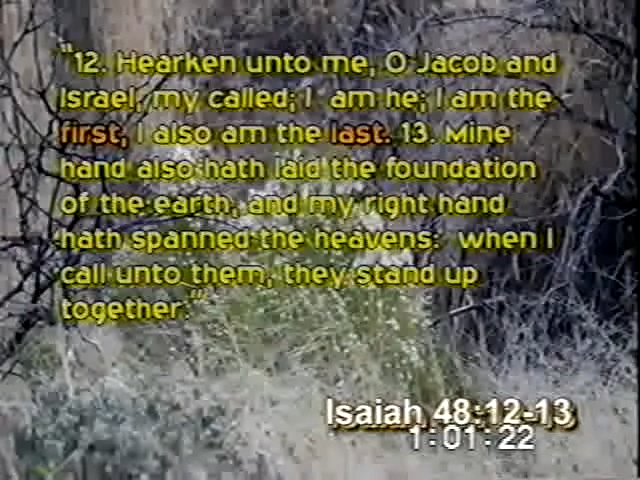 "12. Hearken unto me, O Jacob and
Israel, my called; I am he; I am the
first, I also am the last. 13. Mine
hand also hath laid the foundation
of the earth, and my right hand
hath spanned the heavens: when I
call unto them, they stand up
together."
Isaiah 48:12-13
1:01:22